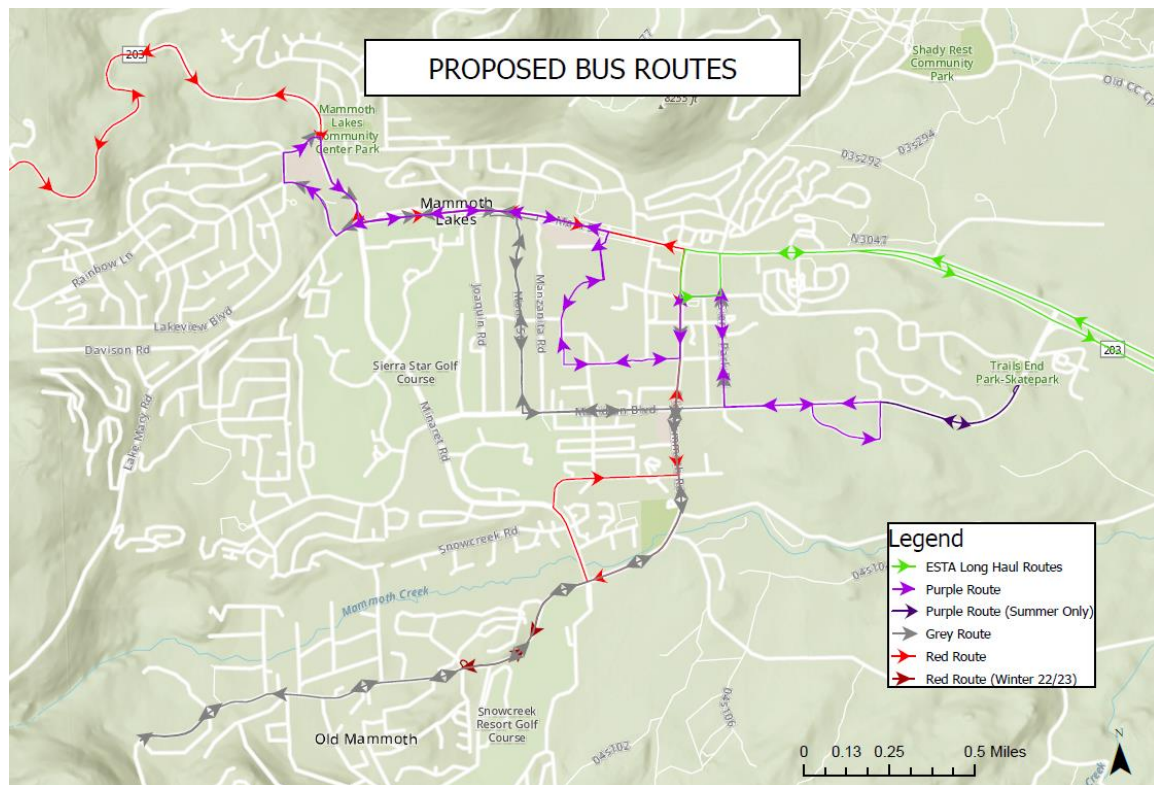 PROPOSED BUS ROUTES
203
Shady Rest
Community
Park
Old CC
8255 ft
Mammoth
Lakes
Community
Center Park
03s292
03s294
Mammoth
Lakes
N3047
Rainbow Ln
Joaquin Rd
Manzanita Rd
Lakeview Blvd
Davison Rd
203
Sierra Star Golf
Course
Trails End
Park-Skatepark
Lake Mary Rd
Minaret Rd
Snowcreek Rd
Mammoth Creek
Legend
ESTA Long Haul Routes
Purple Route
Purple Route (Summer Only)
Grey Route
Red Route
Red Route (Winter 22/23)
04s106
Snowcreek
Resort Golf
Course
Old Mammoth
04s102
Creek
N
0 0.13 0.25 0.5 Miles